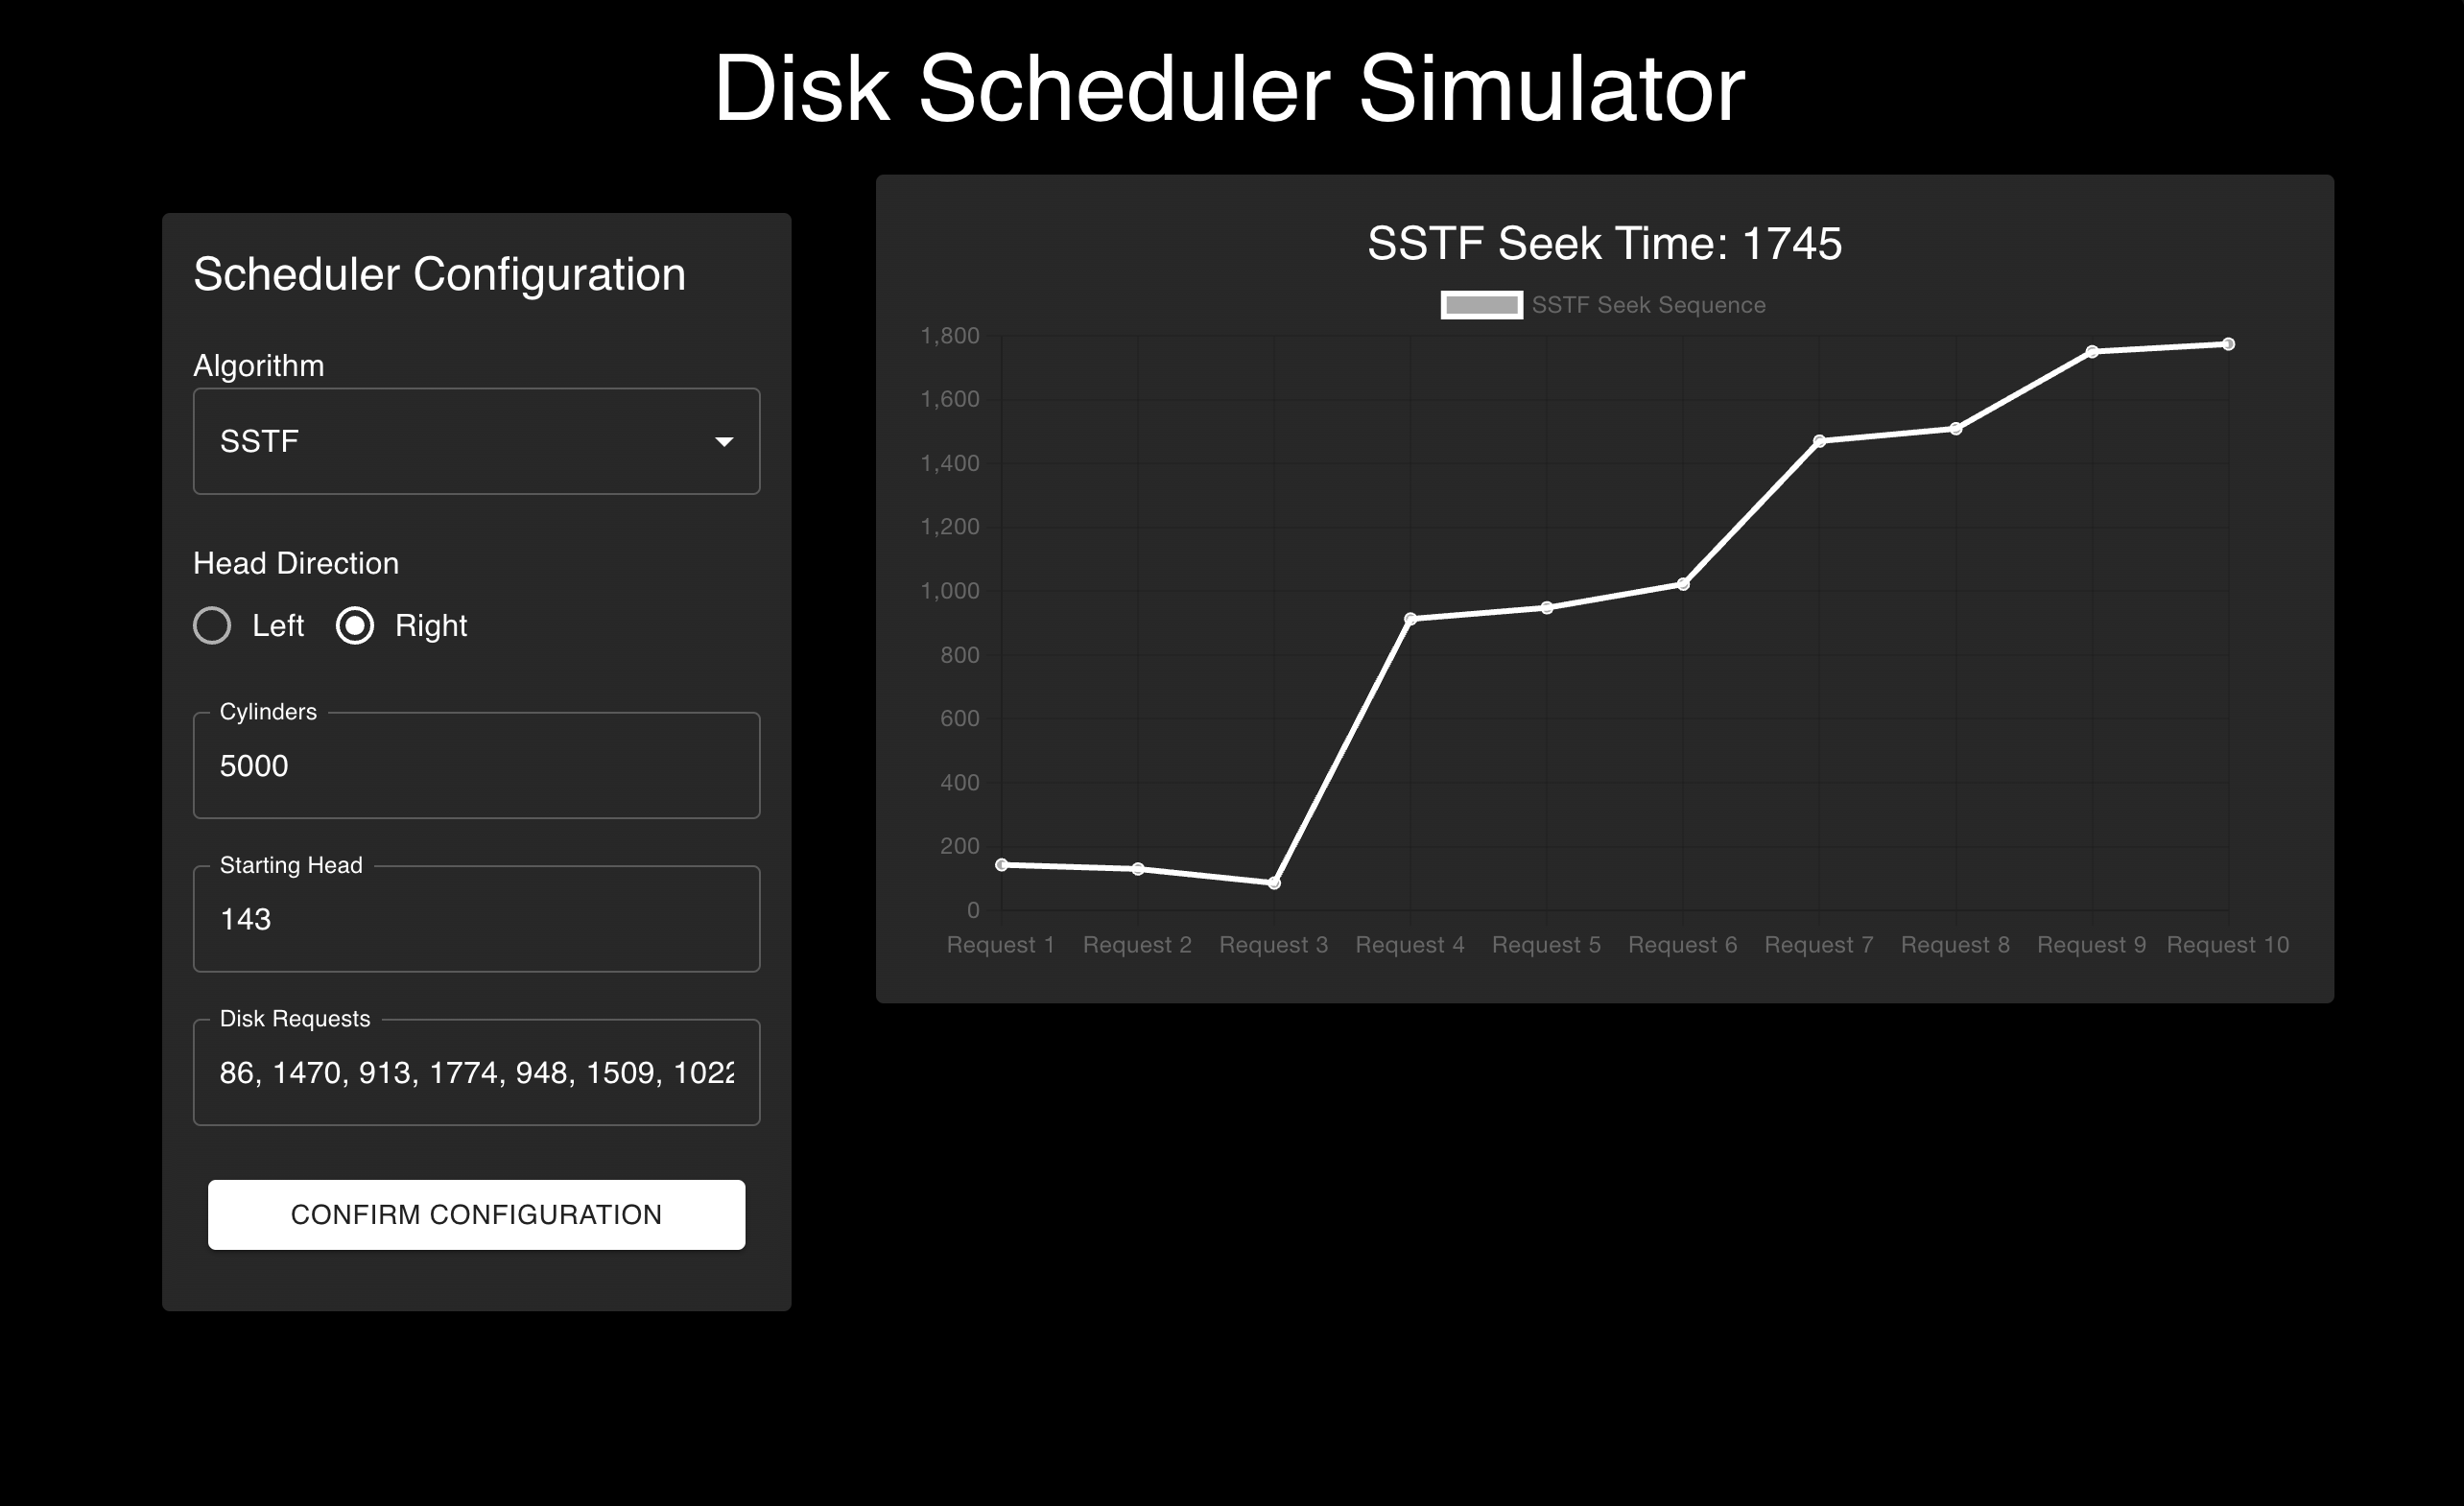 Disk Scheduler Simulator
Scheduler Configuration
Algorithm
SSTF
Head Direction
Left Right
Cylinders
5000
Starting Head
143
Disk Requests
86, 1470, 913, 1774, 948, 1509, 1022
CONFIRM CONFIGURATION
SSTF Seek Time: 1745
SSTF Seek Sequence
1,800
1,600
1,400
1,200
1,000
800
600
400
200
0
Request 1 Request 2 Request 3 Request 4 Request 5 Request 6 Request 7 Request 8 Request 9 Request 10